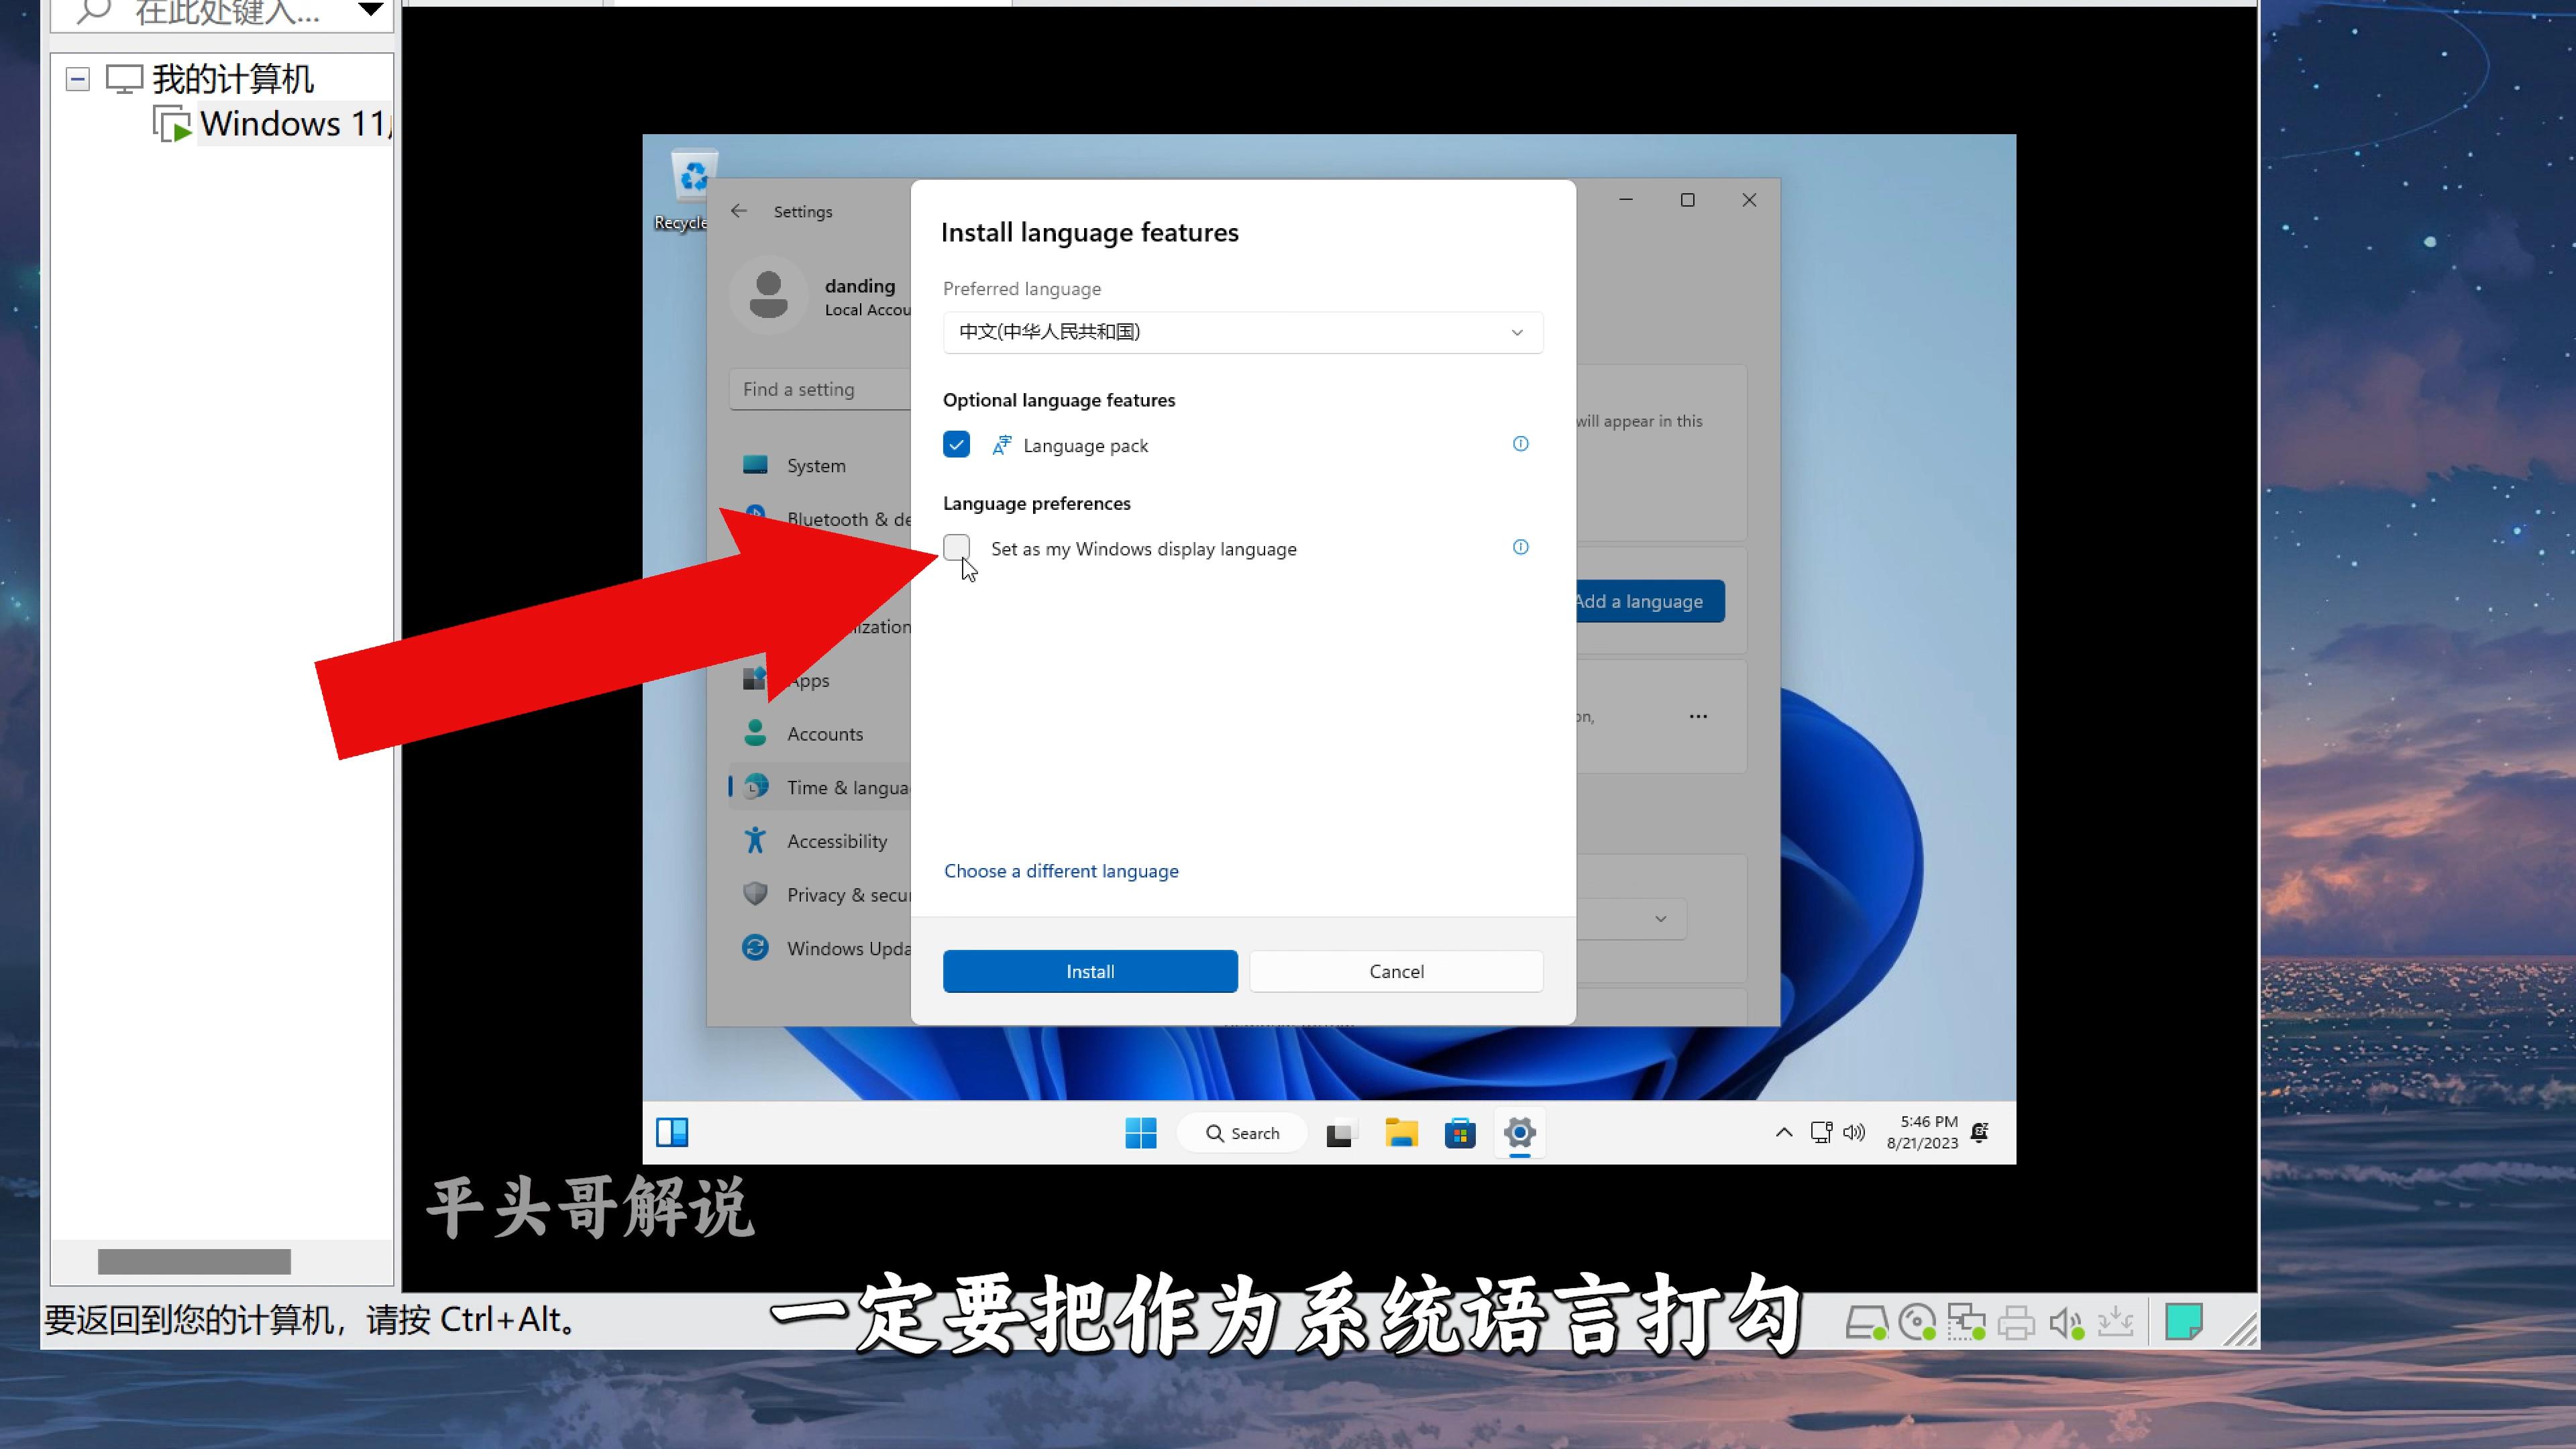 在此处键入...
我的计算机
Windows 11
Recycle
Settings
danding
Local Accou
Find a setting
System
Bluetooth & de
ization
Apps
Accounts
Time & langua
Accessibility
Privacy & secu
Windows Upda
Install language features
Preferred language
中文(中华人民共和国)
Optional language features
Language pack
Language preferences
Set as my Windows display language
Choose a different language
Install
Cancel
will appear in this
Add a language
on,
Search
5:46 PM
8/21/2023
平头哥解说
一定要把作为系统语言打勾
要返回到您的计算机，请按 Ctrl+Alt。